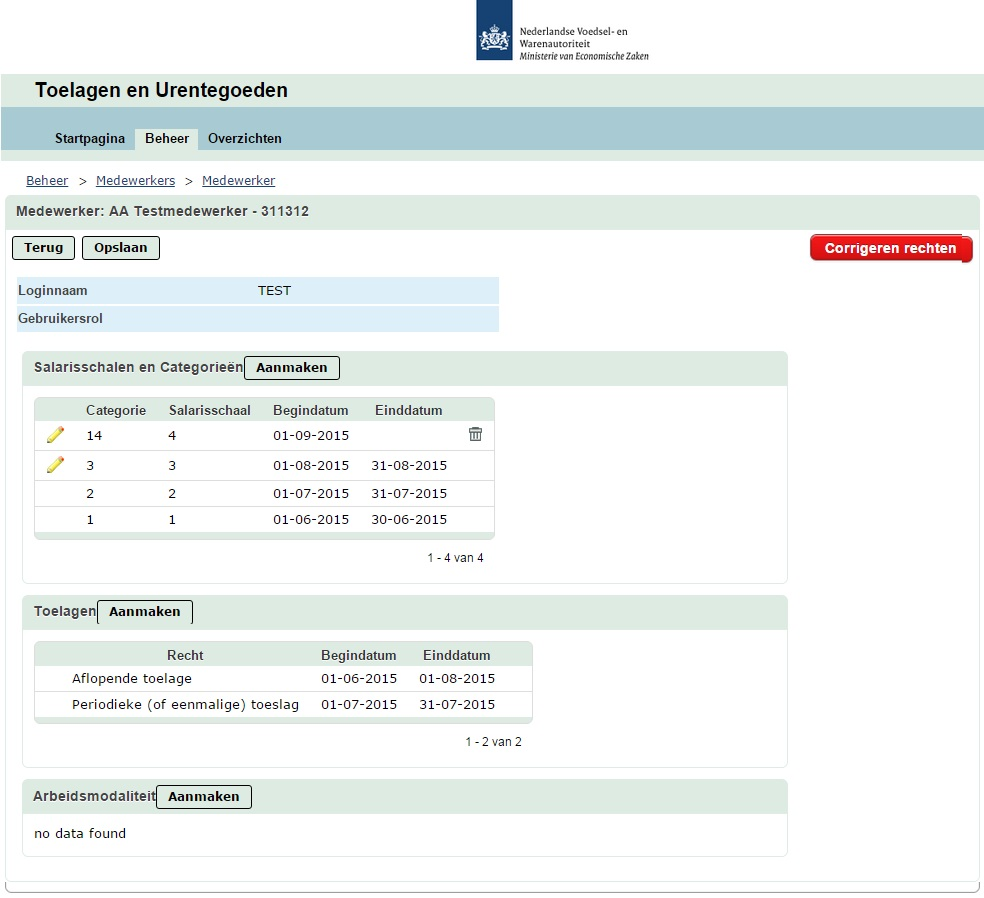 Nederlandse Voedsel- en
Warenautoriteit
Ministerie van Economische Zaken
Toelagen en Urentegoeden
Startpagina Beheer Overzichten
Beheer > Medewerkers > Medewerker
Medewerker: AA Testmedewerker - 311312
Terug Opslaan Corrigeren rechten
Loginnaam TEST
Gebruikersrol
Salarisschalen en Categorieën Aanmaken
Categorie Salarisschaal Begindatum Einddatum
14 4 01-09-2015
3 3 01-08-2015 31-08-2015
2 2 01-07-2015 31-07-2015
1 1 01-06-2015 30-06-2015
1 - 4 van 4
Toelagen Aanmaken
Recht Begindatum Einddatum
Aflopende toelage 01-06-2015 01-08-2015
Periodieke (of eenmalige) toeslag 01-07-2015 31-07-2015
1 - 2 van 2
Arbeidsmodaliteit Aanmaken
no data found